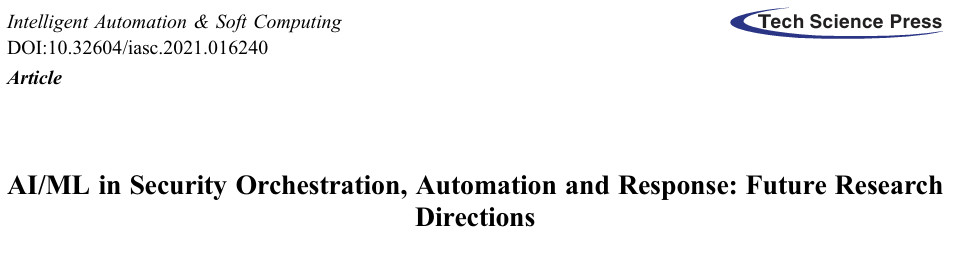 Intelligent Automation & Soft Computing
DOI:10.32604/iasc.2021.016240
Article
Tech Science Press
AI/ML in Security Orchestration, Automation and Response: Future Research
Directions